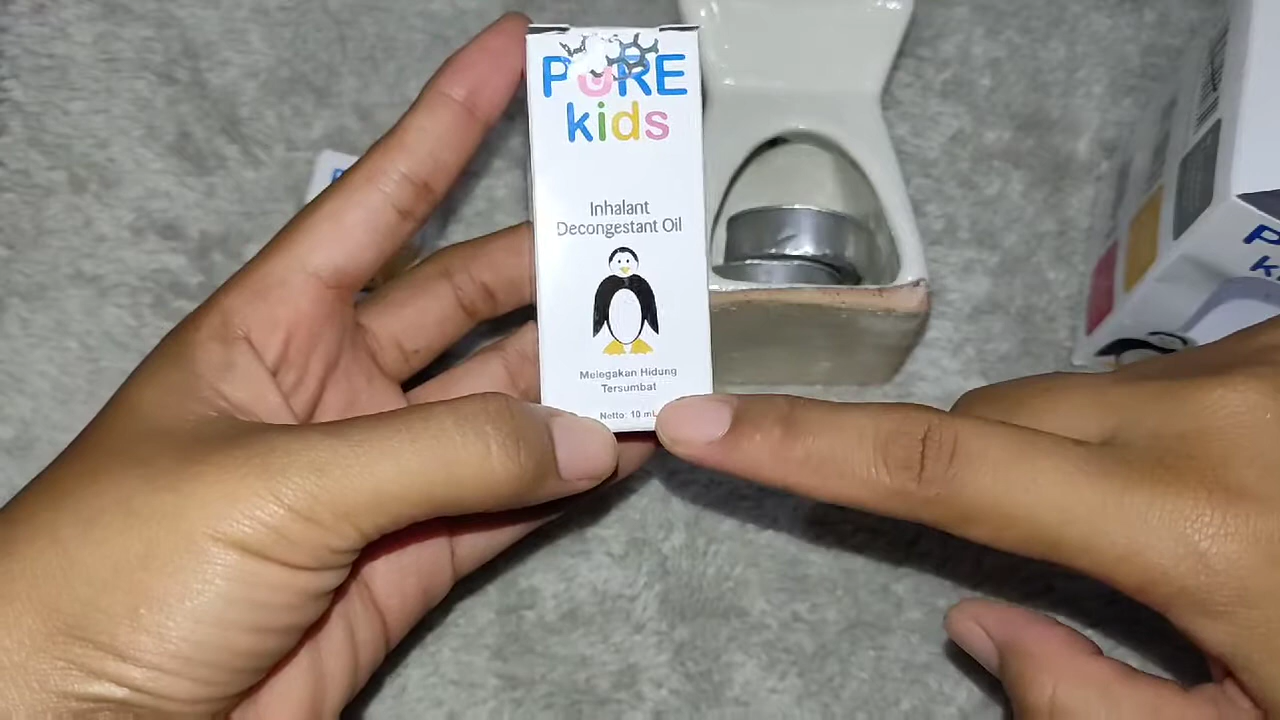 PURE
kids
Inhalant
Decongestant Oil
Melegakan Hidung
Tersumbat
Netto: 10 mL